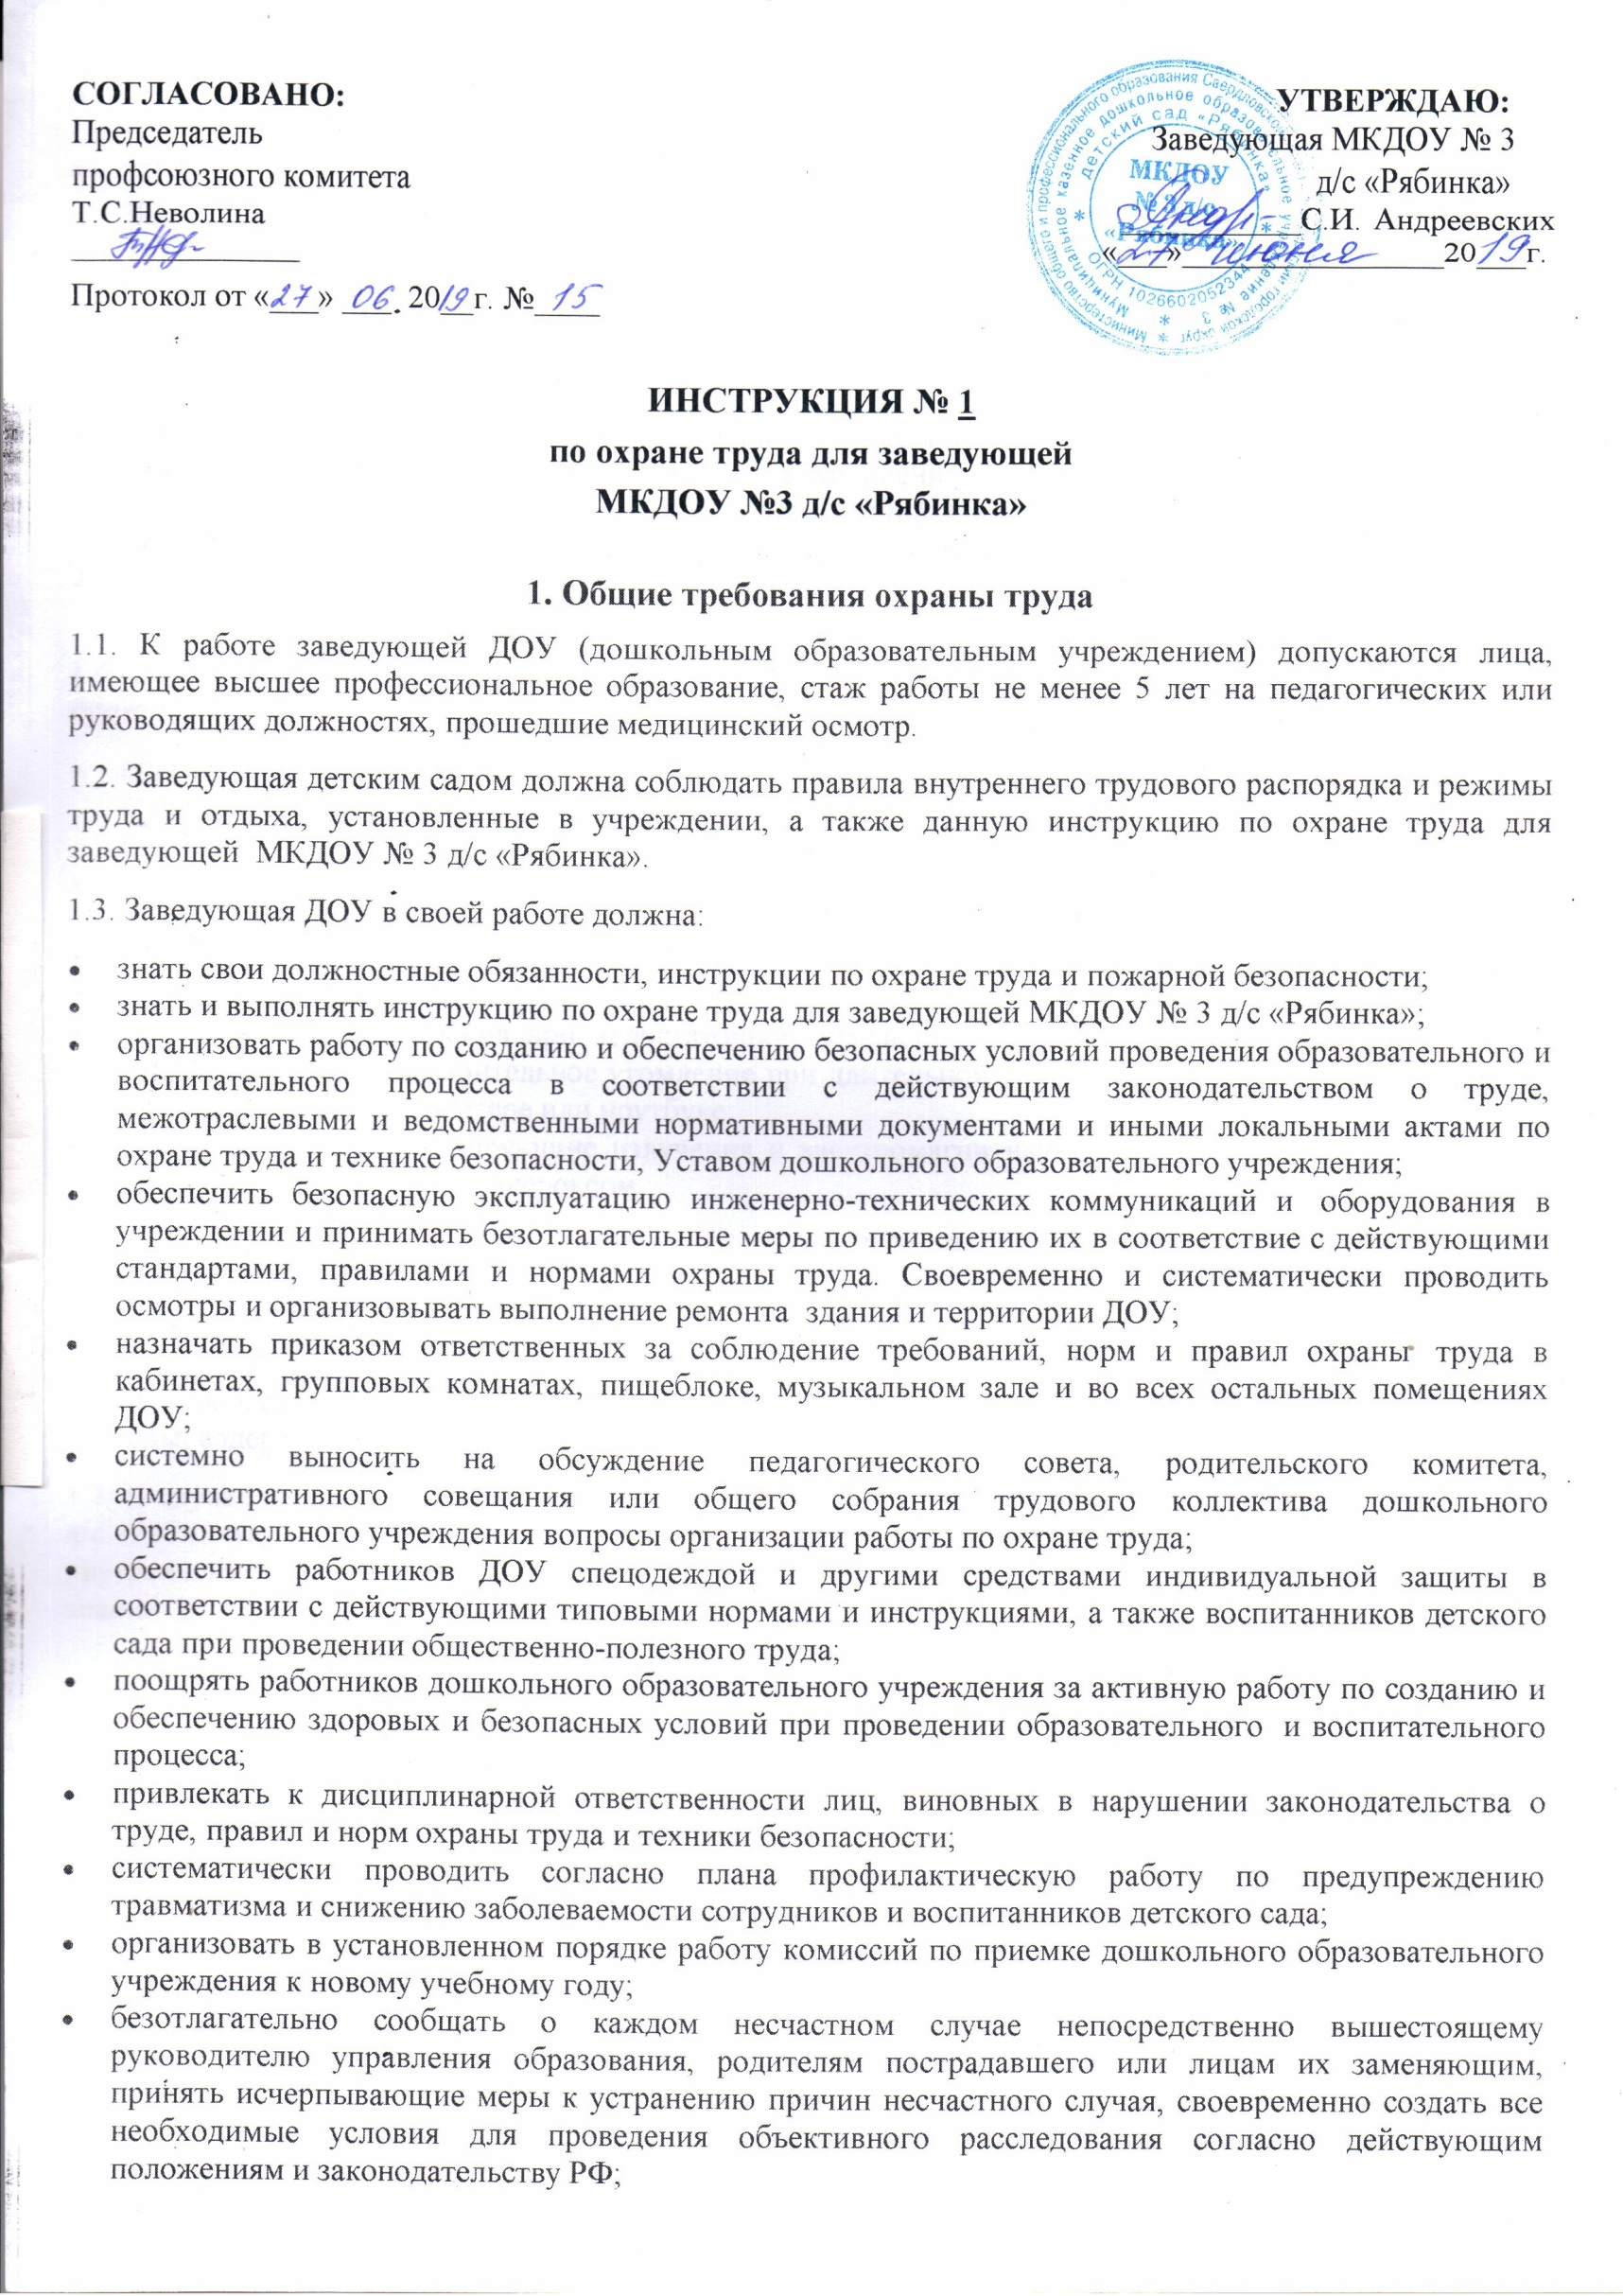 СОГЛАСОВАНО:
Председатель
профсоюзного комитета
Т.С.Неволина
Протокол от «27» 06. 2019г. № 15
УТВЕРЖДАЮ:
Заведующая МКДОУ № 3
д/с «Рябинка»
С.И. Андреевских
«27» июня 2019г.
МКДОУ
№ 3 д/с
«Рябинка»
детский сад «Рябинка»
ОГРН 1026602052344
ИНСТРУКЦИЯ № 1
по охране труда для заведующей
МКДОУ №3 д/с «Рябинка»
1. Общие требования охраны труда
1.1. К работе заведующей ДОУ (дошкольным образовательным учреждением) допускаются лица,
имеющее высшее профессиональное образование, стаж работы не менее 5 лет на педагогических или
руководящих должностях, прошедшие медицинский осмотр.
1.2. Заведующая детским садом должна соблюдать правила внутреннего трудового распорядка и режимы
труда и отдыха, установленные в учреждении, а также данную инструкцию по охране труда для
заведующей МКДОУ № 3 д/с «Рябинка».
1.3. Заведующая ДОУ в своей работе должна:
• знать свои должностные обязанности, инструкции по охране труда и пожарной безопасности;
• знать и выполнять инструкцию по охране труда для заведующей МКДОУ № 3 д/с «Рябинка»;
• организовать работу по созданию и обеспечению безопасных условий проведения образовательного и
воспитательного процесса в соответствии с действующим законодательством о труде,
межотраслевыми и ведомственными нормативными документами и иными локальными актами по
охране труда и технике безопасности, Уставом дошкольного образовательного учреждения;
• обеспечить безопасную эксплуатацию инженерно-технических коммуникаций и оборудования в
учреждении и принимать безотлагательные меры по приведению их в соответствие с действующими
стандартами, правилами и нормами охраны труда. Своевременно и систематически проводить
осмотры и организовывать выполнение ремонта здания и территории ДОУ;
• назначать приказом ответственных за соблюдение требований, норм и правил охраны труда в
кабинетах, групповых комнатах, пищеблоке, музыкальном зале и во всех остальных помещениях
ДОУ;
• системно выносить на обсуждение педагогического совета, родительского комитета,
административного совещания или общего собрания трудового коллектива дошкольного
образовательного учреждения вопросы организации работы по охране труда;
• обеспечить работников ДОУ спецодеждой и другими средствами индивидуальной защиты в
соответствии с действующими типовыми нормами и инструкциями, а также воспитанников детского
сада при проведении общественно-полезного труда;
• поощрять работников дошкольного образовательного учреждения за активную работу по созданию и
обеспечению здоровых и безопасных условий при проведении образовательного и воспитательного
процесса;
• привлекать к дисциплинарной ответственности лиц, виновных в нарушении законодательства о
труде, правил и норм охраны труда и техники безопасности;
• систематически проводить согласно плана профилактическую работу по предупреждению
травматизма и снижению заболеваемости сотрудников и воспитанников детского сада;
• организовать в установленном порядке работу комиссий по приемке дошкольного образовательного
учреждения к новому учебному году;
• безотлагательно сообщать о каждом несчастном случае непосредственно вышестоящему
руководителю управления образования, родителям пострадавшего или лицам их заменяющим,
принять исчерпывающие меры к устранению причин несчастного случая, своевременно создать все
необходимые условия для проведения объективного расследования согласно действующим
положениям и законодательству РФ;